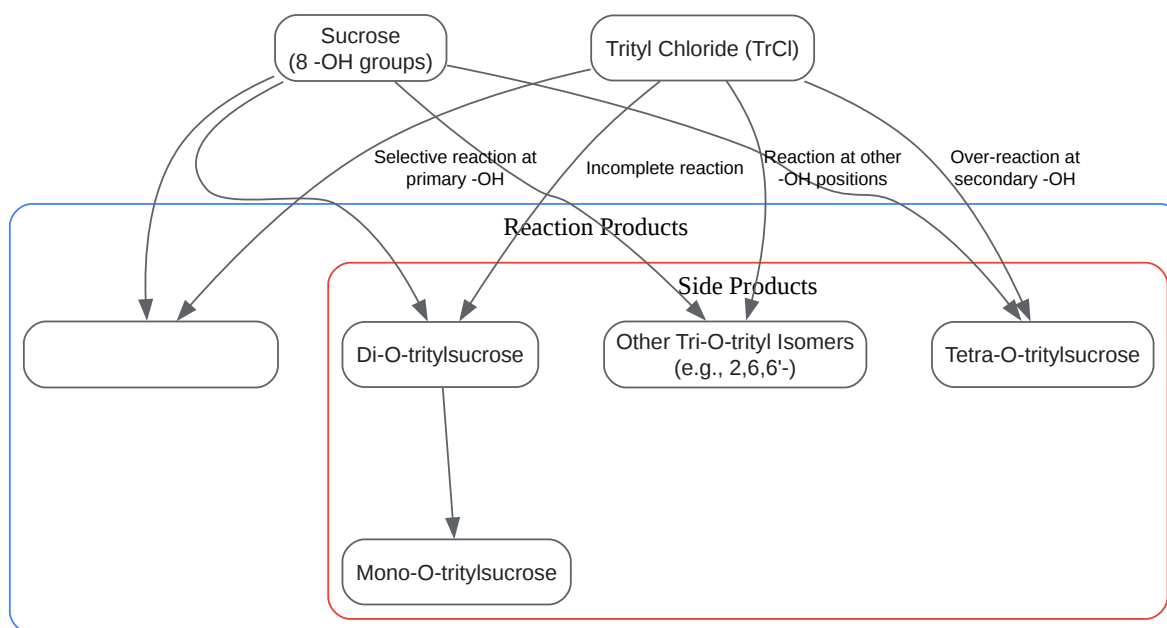 Sucrose
(8 -OH groups)
Trityl Chloride (TrCl)
Selective reaction at
primary -OH
Incomplete reaction
Reaction at other
-OH positions
Over-reaction at
secondary -OH
Reaction Products
Side Products
Di-O-tritylsucrose
Other Tri-O-trityl Isomers
(e.g., 2,6,6'-)
Tetra-O-tritylsucrose
Mono-O-tritylsucrose